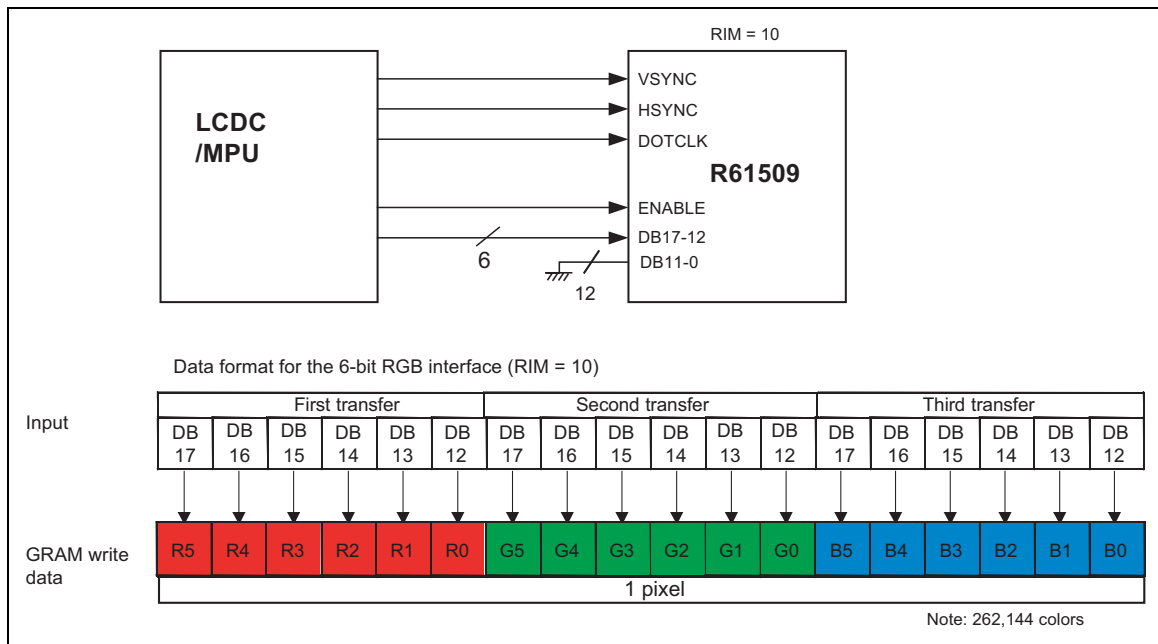 RIM = 10
LCDC
/MPU
VSYNC
HSYNC
DOTCLK
R61509
ENABLE
DB17-12
6
DB11-0
12
Data format for the 6-bit RGB interface (RIM = 10)
Input
First transfer Second transfer Third transfer
DB DB DB DB DB DB DB DB DB DB DB DB DB DB DB DB DB DB
17 16 15 14 13 12 17 16 15 14 13 12 17 16 15 14 13 12
GRAM write
data
R5 R4 R3 R2 R1 R0 G5 G4 G3 G2 G1 G0 B5 B4 B3 B2 B1 B0
1 pixel
Note: 262,144 colors